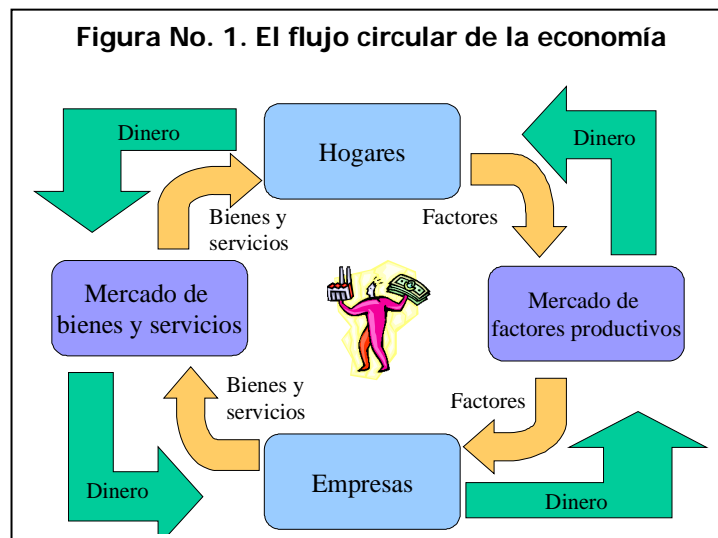 Figura No. 1. El flujo circular de la economía
Dinero
Hogares
Dinero
Bienes y
servicios
Factores
Mercado de
bienes y servicios
Mercado de
factores productivos
Bienes y
servicios
Factores
Dinero
Empresas
Dinero